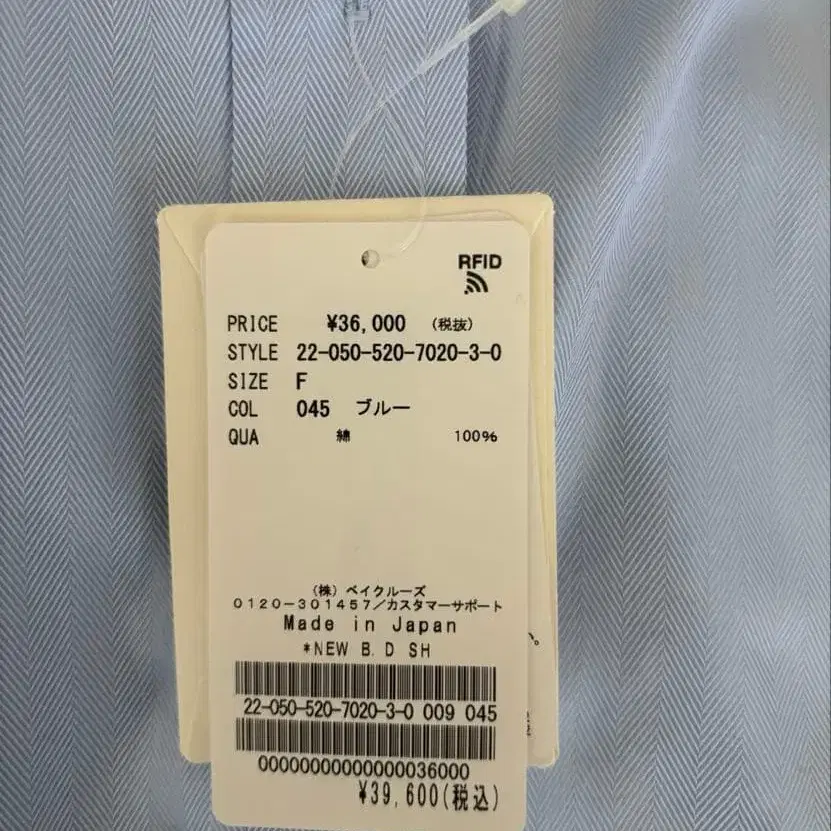 RFID
PRICE ¥36,000 (税抜)
STYLE 22-050-520-7020-3-0
SIZE F
COL 045 ブルー
QUA 綿 100%
(株) ベイクルーズ
0120-301457/カスタマーサポート
Made in Japan
*NEW B.D SH
22-050-520-7020-3-0 009 045
00000000000000036000
¥39,600(税込)